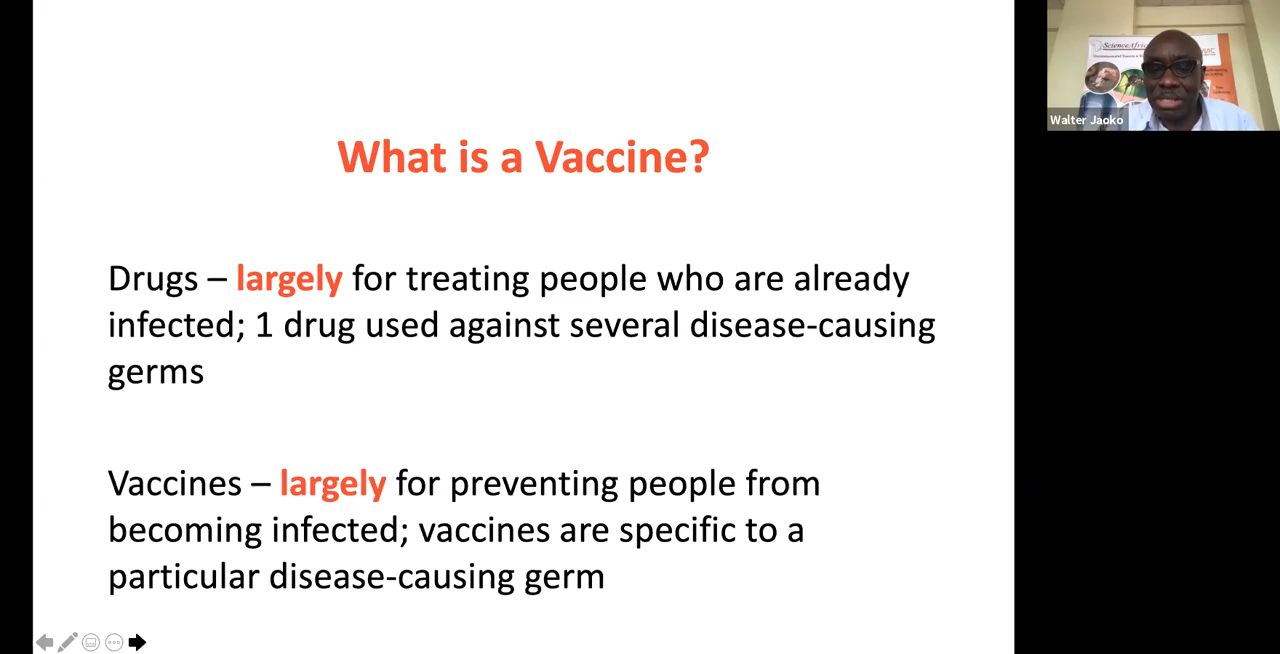 What is a Vaccine?
Drugs – largely for treating people who are already
infected; 1 drug used against several disease-causing
germs
Vaccines – largely for preventing people from
becoming infected; vaccines are specific to a
particular disease-causing germ
ScienceAfri
Walter Jaoko